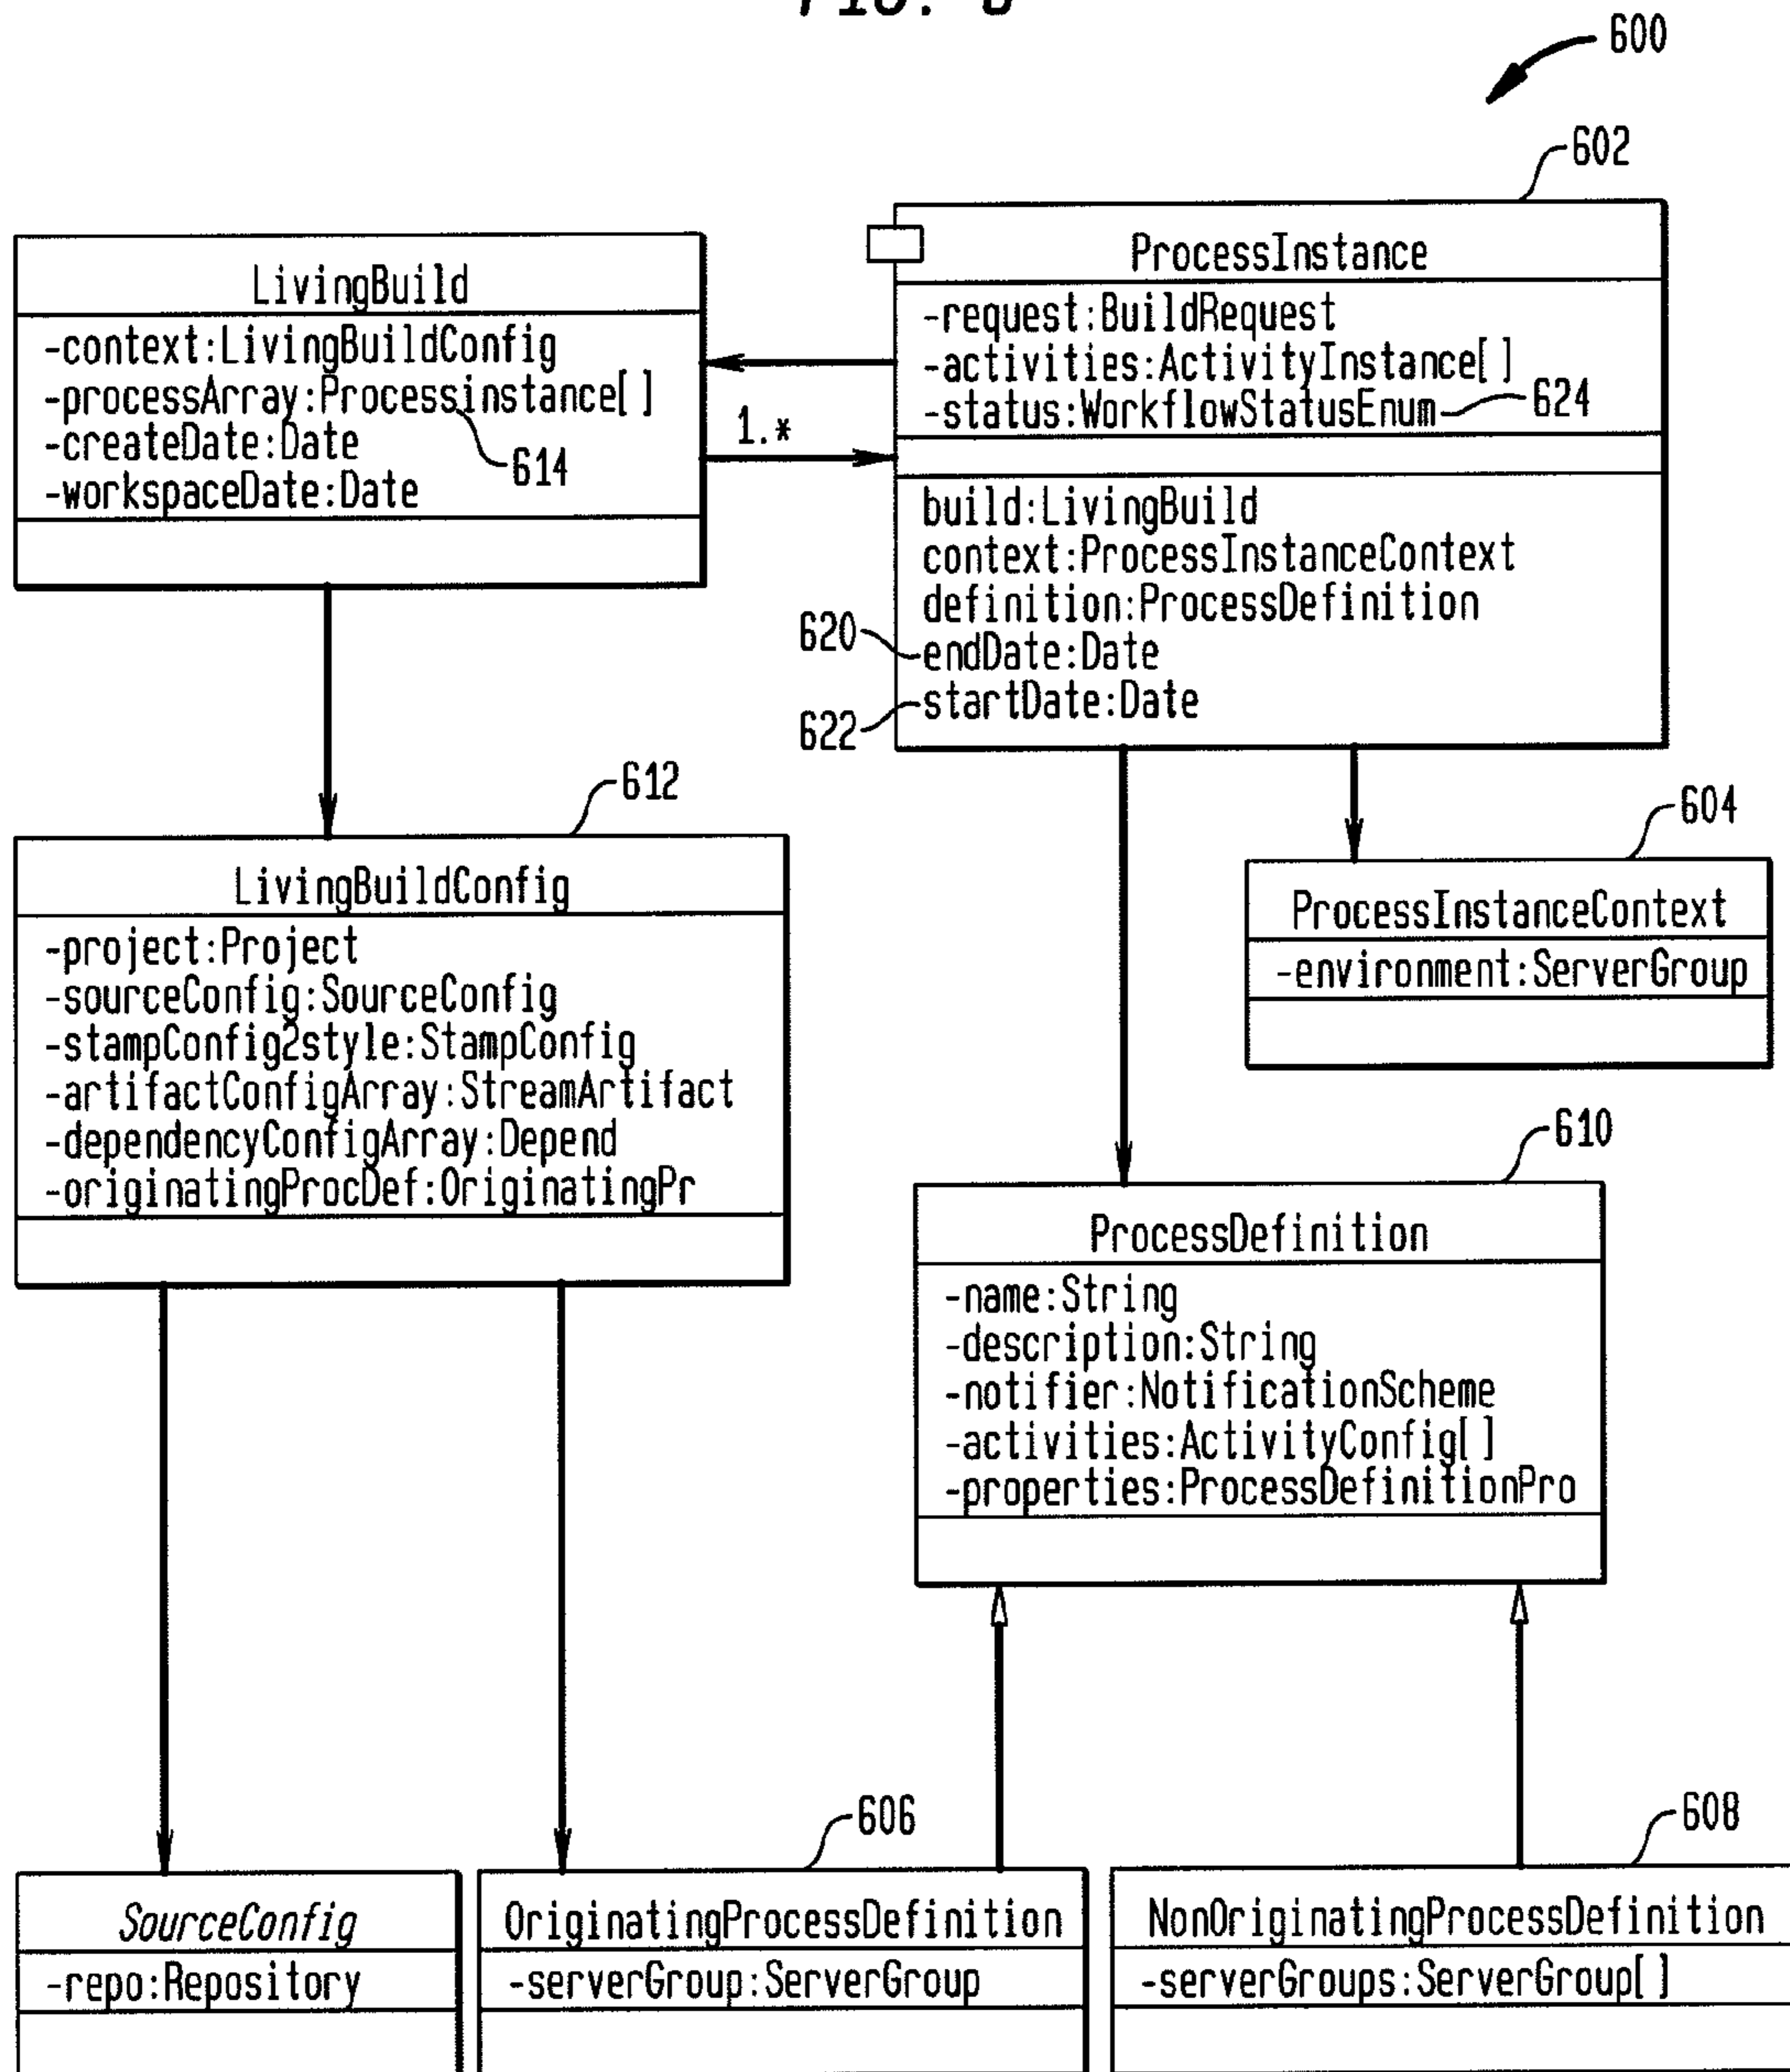 FIG. 6
600
602
LivingBuild
-context:LivingBuildConfig
-processArray:Processinstance[]
-createDate:Date
-workspaceDate:Date
614
1.*
ProcessInstance
-request:BuildRequest
-activities:ActivityInstance[]
-status:WorkflowStatusEnum
624
build:LivingBuild
context:ProcessInstanceContext
definition:ProcessDefinition
620
endDate:Date
622
startDate:Date
612
LivingBuildConfig
-project:Project
-sourceConfig:SourceConfig
-stampConfig2style:StampConfig
-artifactConfigArray:StreamArtifact
-dependencyConfigArray:Depend
-originatingProcDef:OriginatingPr
604
ProcessInstanceContext
-environment:ServerGroup
610
ProcessDefinition
-name:String
-description:String
-notifier:NotificationScheme
-activities:ActivityConfig[]
-properties:ProcessDefinitionPro
SourceConfig
-repo:Repository
606
OriginatingProcessDefinition
-serverGroup:ServerGroup
608
NonOriginatingProcessDefinition
-serverGroups:ServerGroup[]